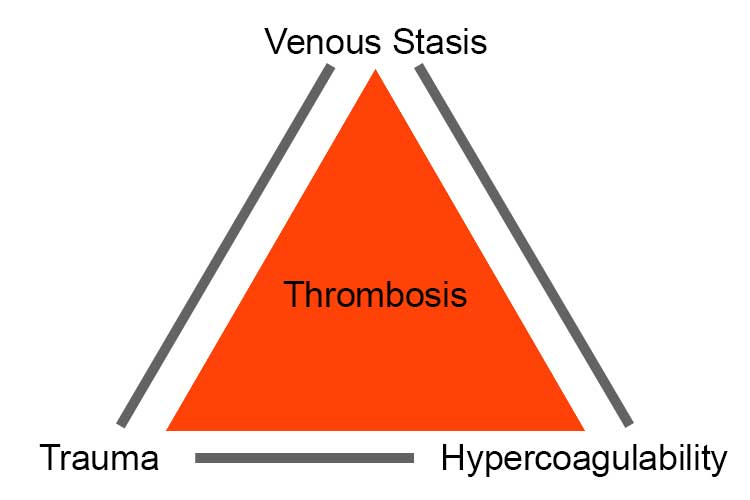 Venous Stasis
Thrombosis
Trauma
Hypercoagulability